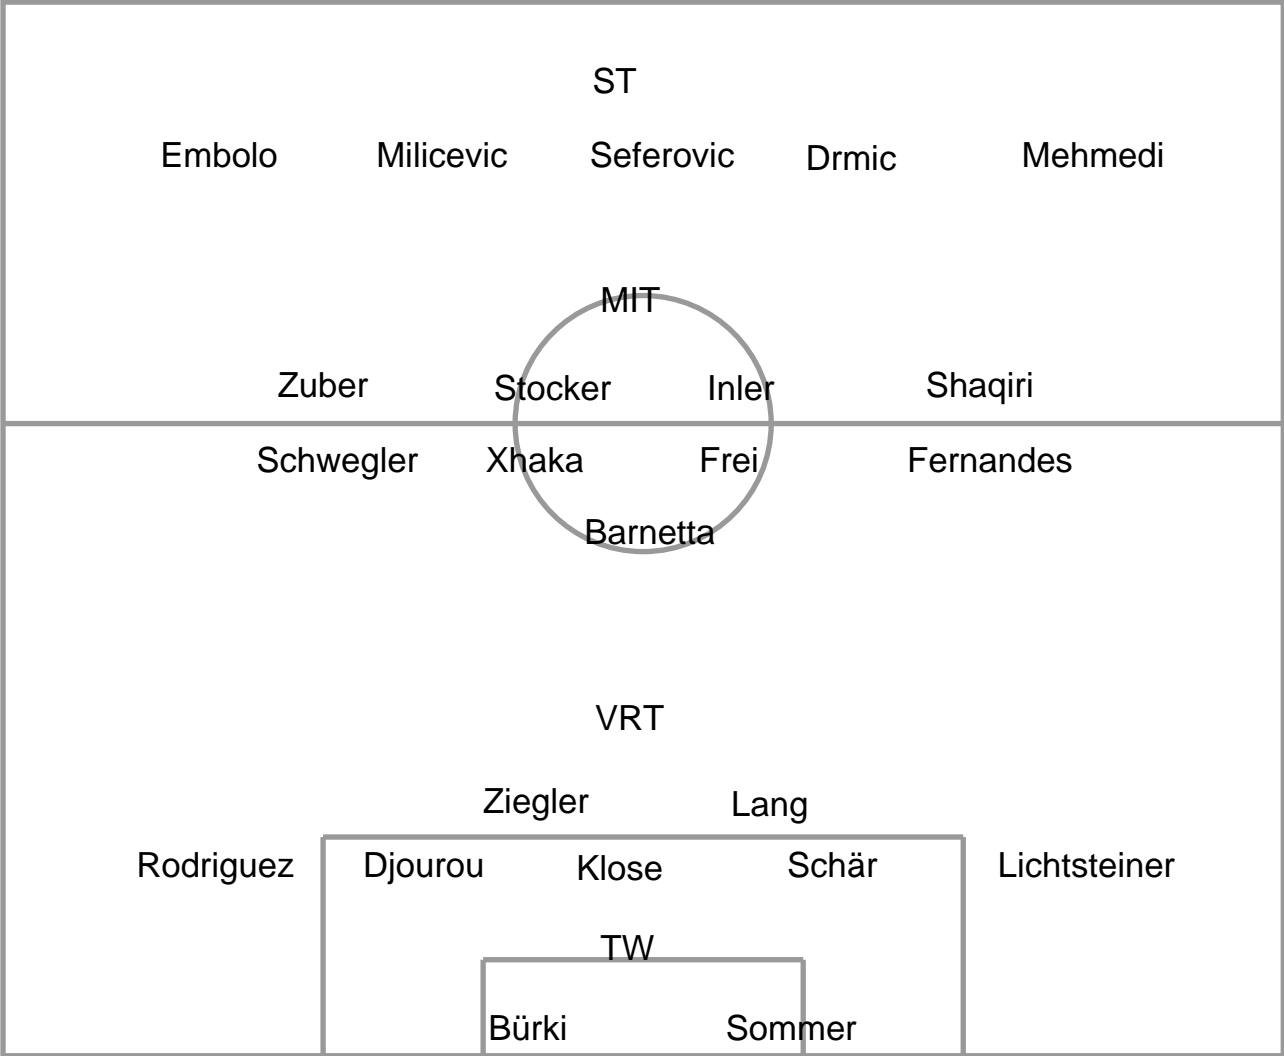 ST
Embolo Milicevic Seferovic Drmic Mehmedi
MIT
Zuber Stocker Inler Shaqiri
Schwegler Xhaka Frei Fernandes
Barnetta
VRT
Ziegler Lang
Rodriguez Djourou Klose Schär Lichtsteiner
TW
Bürki Sommer